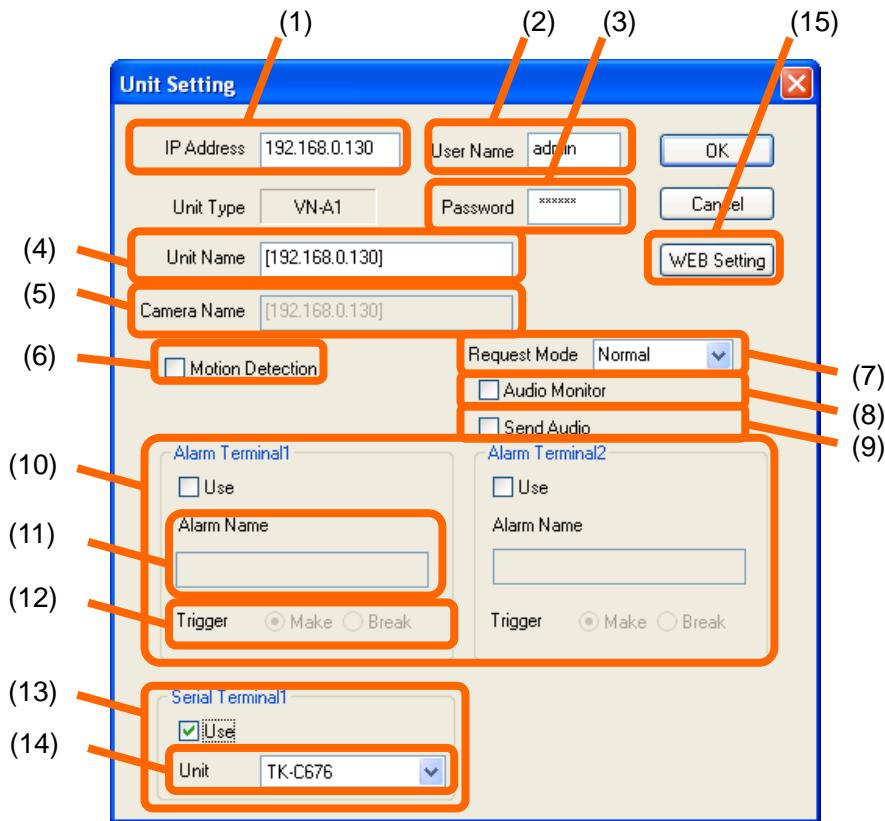 (1) (2) (3) (15)
Unit Setting
IP Address 192.168.0.130 User Name admin OK
Unit Type VN-A1 Password ****** Cancel
(4) Unit Name [192.168.0.130] WEB Setting
(5) Camera Name [192.168.0.130]
(6) Motion Detection Request Mode Normal (7)
Audio Monitor (8)
Send Audio (9)
(10) Alarm Terminal1 Alarm Terminal2
Use Use
(11) Alarm Name Alarm Name
(12) Trigger Make Break Trigger Make Break
(13) Serial Terminal1
Use
(14) Unit TK-C676